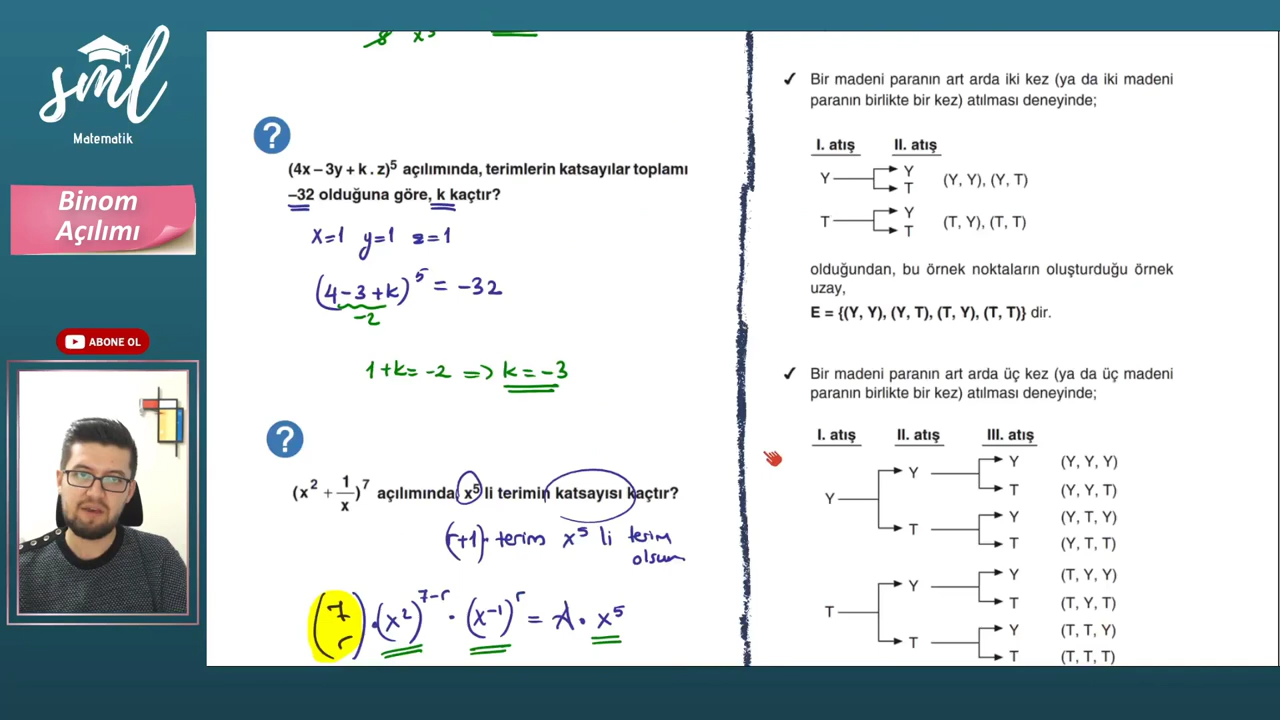 sml
Matematik
Binom
Açılımı
ABONE OL
8 x⁵
?
(4x – 3y + k . z)⁵ açılımında, terimlerin katsayılar toplamı
–32 olduğuna göre, k kaçtır?
x=1 y=1 z=1
(4-3+k)⁵ = -32
-2
1+k= -2 => k = -3
?
(x² + 1/x)⁷ açılımında x⁵ li terimin katsayısı kaçtır?
(r+1). terim x⁵ li terim
olsun
(7 r) . (x²)⁷⁻ʳ . (x⁻¹)ʳ = A . x⁵
✓ Bir madeni paranın art arda iki kez (ya da iki madeni
paranın birlikte bir kez) atılması deneyinde;
I. atış II. atış
Y Y (Y, Y), (Y, T)
T
T Y (T, Y), (T, T)
T
olduğundan, bu örnek noktaların oluşturduğu örnek
uzay,
E = {(Y, Y), (Y, T), (T, Y), (T, T)} dir.
✓ Bir madeni paranın art arda üç kez (ya da üç madeni
paranın birlikte bir kez) atılması deneyinde;
I. atış II. atış III. atış
Y Y Y (Y, Y, Y)
T (Y, Y, T)
T Y (Y, T, Y)
T (Y, T, T)
T Y Y (T, Y, Y)
T (T, Y, T)
T Y (T, T, Y)
T (T, T, T)